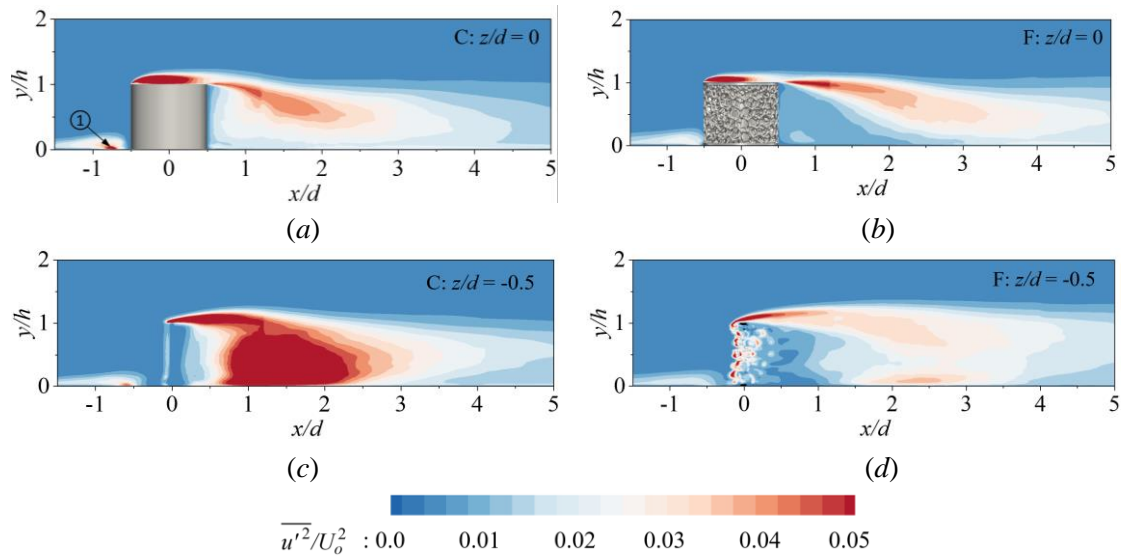 2
C: z/d = 0
y/h
1
①
0
-1 0 1 2 3 4 5
x/d
(a)
2
F: z/d = 0
y/h
1
0
-1 0 1 2 3 4 5
x/d
(b)
2
C: z/d = -0.5
y/h
1
0
-1 0 1 2 3 4 5
x/d
(c)
2
F: z/d = -0.5
y/h
1
0
-1 0 1 2 3 4 5
x/d
(d)
u'²/Uₒ² : 0.0 0.01 0.02 0.03 0.04 0.05